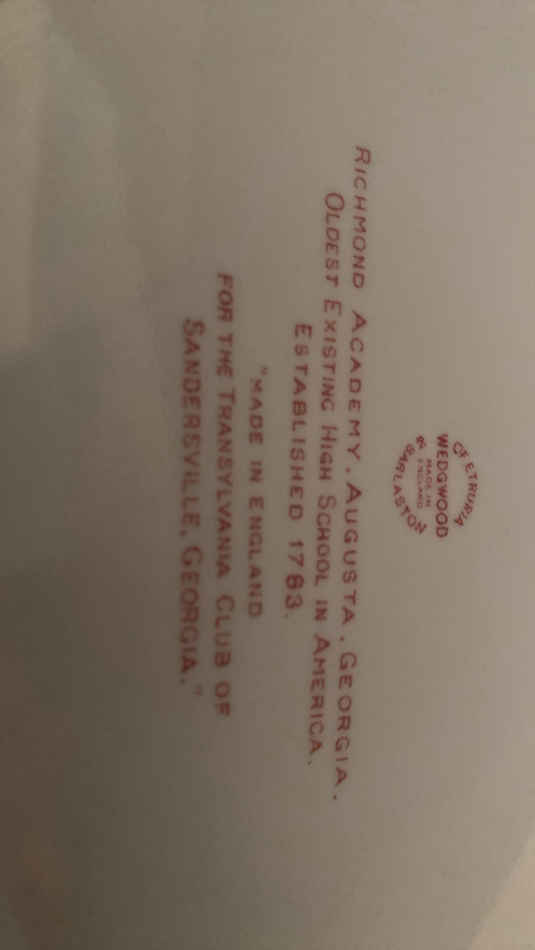 OF ETRURIA
WEDGWOOD
MADE IN
ENGLAND
& BARLASTON
RICHMOND ACADEMY. AUGUSTA. GEORGIA.
OLDEST EXISTING HIGH SCHOOL IN AMERICA.
ESTABLISHED 1783.
"MADE IN ENGLAND
FOR THE TRANSYLVANIA CLUB OF
SANDERSVILLE, GEORGIA."